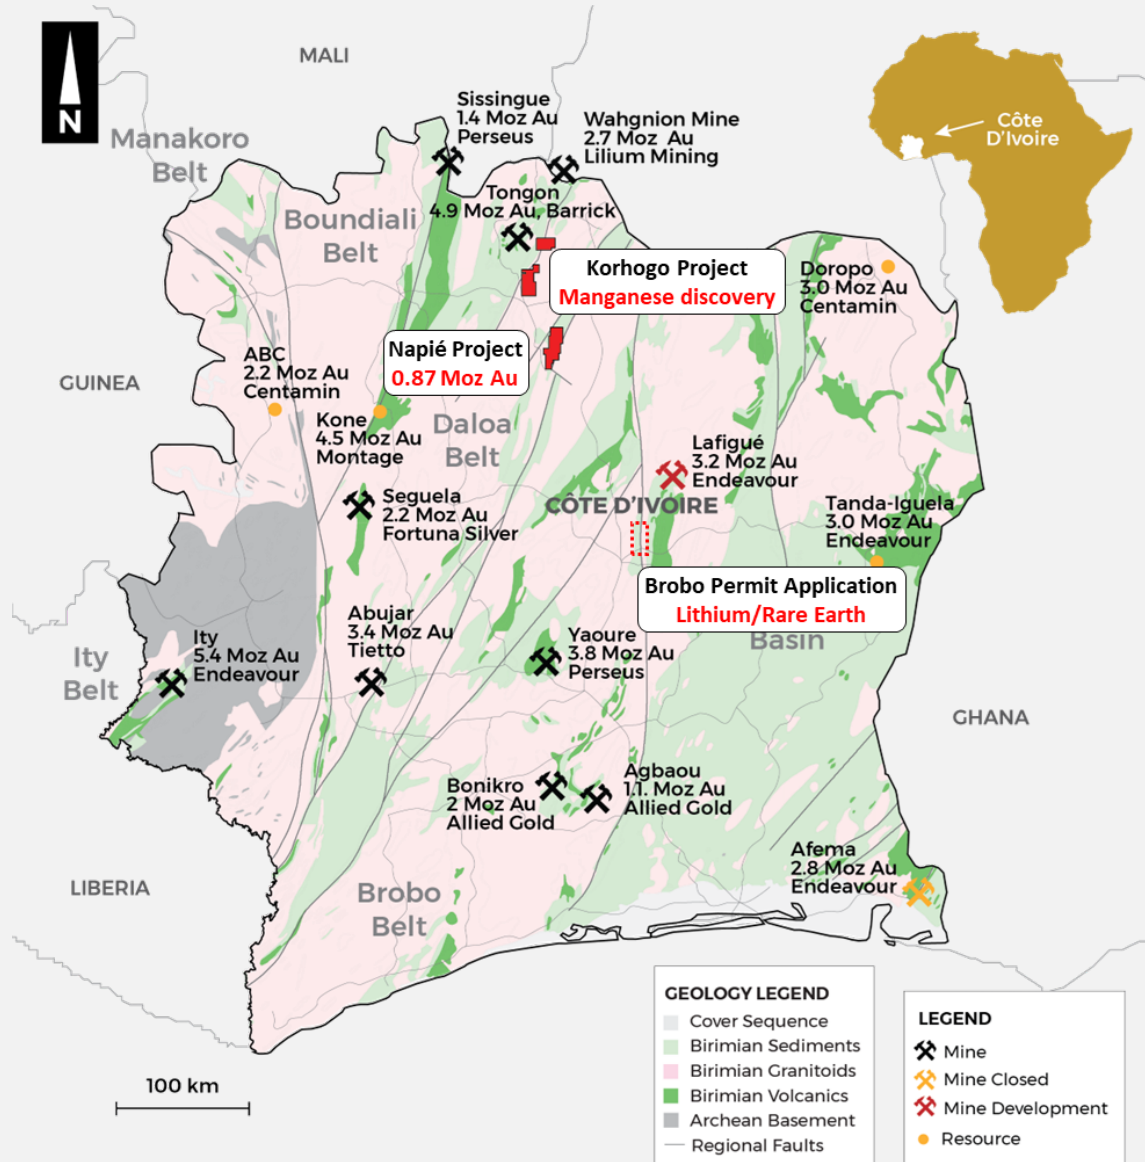 N
MALI
Manakoro
Belt
Sissingue
1.4 Moz Au
Perseus
Wahgnion Mine
2.7 Moz Au
Lilium Mining
Côte
D'Ivoire
Tongon
4.9 Moz Au, Barrick
Boundiali
Belt
Korhogo Project
Manganese discovery
Doropo
3.0 Moz Au
Centamin
Napié Project
0.87 Moz Au
GUINEA
ABC
2.2 Moz Au
Centamin
Kone
4.5 Moz Au
Montage
Daloa
Belt
Lafigué
3.2 Moz Au
Endeavour
Seguela
2.2 Moz Au
Fortuna Silver
CÔTE D'IVOIRE
Tanda-Iguela
3.0 Moz Au
Endeavour
Brobo Permit Application
Lithium/Rare Earth
Basin
Abujar
3.4 Moz Au
Tietto
Yaoure
3.8 Moz Au
Perseus
Ity
5.4 Moz Au
Endeavour
Ity
Belt
GHANA
Bonikro
2 Moz Au
Allied Gold
Agbaou
1.1. Moz Au
Allied Gold
Afema
2.8 Moz Au
Endeavour
LIBERIA
Brobo
Belt
100 km
GEOLOGY LEGEND
Cover Sequence
Birimian Sediments
Birimian Granitoids
Birimian Volcanics
Archean Basement
Regional Faults
LEGEND
Mine
Mine Closed
Mine Development
Resource